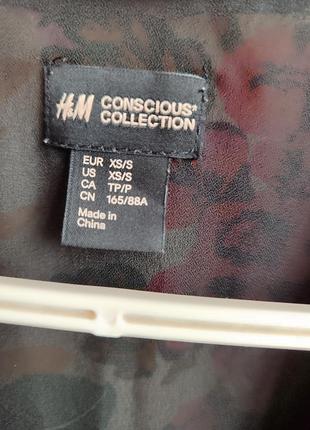 H&M CONSCIOUS*
COLLECTION
EUR XS/S
US XS/S
CA TP/P
CN 165/88A
Made in
China